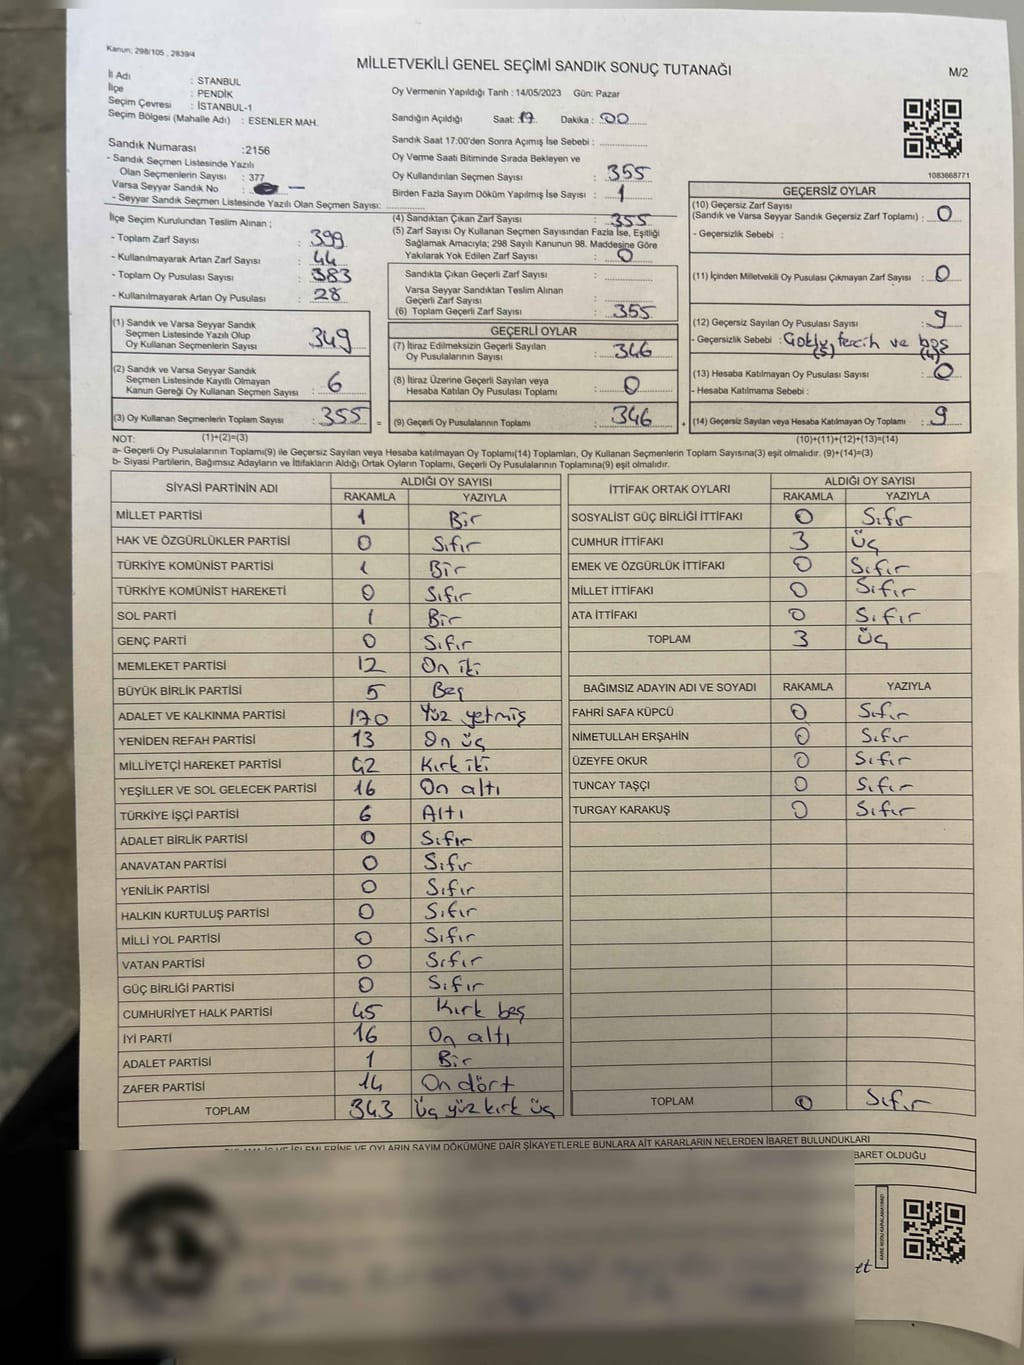 Kanun; 298/105 , 2839/4
MİLLETVEKİLİ GENEL SEÇİMİ SANDIK SONUÇ TUTANAĞI
M/2
İl Adı : STANBUL
İlçe : PENDİK
Seçim Çevresi : İSTANBUL-1
Seçim Bölgesi (Mahalle Adı) : ESENLER MAH.
Oy Vermenin Yapıldığı Tarih : 14/05/2023 Gün: Pazar
Sandığın Açıldığı Saat: 17 Dakika : 00
Sandık Saat 17:00'den Sonra Açımış İse Sebebi :
Sandık Numarası :2156
- Sandık Seçmen Listesinde Yazılı
Olan Seçmenlerin Sayısı : 377
Varsa Seyyar Sandık No : —
- Seyyar Sandık Seçmen Listesinde Yazılı Olan Seçmen Sayısı:
Oy Verme Saati Bitiminde Sırada Bekleyen ve
Oy Kullandırılan Seçmen Sayısı : 355
Birden Fazla Sayım Döküm Yapılmış İse Sayısı : 1
1083668771
İlçe Seçim Kurulundan Teslim Alınan ;
- Toplam Zarf Sayısı : 399
- Kullanılmayarak Artan Zarf Sayısı : 44
- Toplam Oy Pusulası Sayısı : 383
- Kullanılmayarak Artan Oy Pusulası : 28
(4) Sandıktan Çıkan Zarf Sayısı : 355
(5) Zarf Sayısı Oy Kullanan Seçmen Sayısından Fazla İse, Eşitliği
Sağlamak Amacıyla; 298 Sayılı Kanunun 98. Maddesine Göre
Yakılarak Yok Edilen Zarf Sayısı : 0
Sandıkta Çıkan Geçerli Zarf Sayısı :
Varsa Seyyar Sandıktan Teslim Alınan
Geçerli Zarf Sayısı :
(6) Toplam Geçerli Zarf Sayısı : 355
GEÇERSİZ OYLAR
(10) Geçersiz Zarf Sayısı
(Sandık ve Varsa Seyyar Sandık Geçersiz Zarf Toplamı) : 0
- Geçersizlik Sebebi :
(11) İçinden Milletvekili Oy Pusulası Çıkmayan Zarf Sayısı : 0
(12) Geçersiz Sayılan Oy Pusulası Sayısı : 9
- Geçersizlik Sebebi : Çoklu tercih ve boş
(5) (4)
(13) Hesaba Katılmayan Oy Pusulası Sayısı : 0
- Hesaba Katılmama Sebebi :
(14) Geçersiz Sayılan veya Hesaba Katılmayan Oy Toplamı : 9
(1) Sandık ve Varsa Seyyar Sandık
Seçmen Listesinde Yazılı Olup
Oy Kullanan Seçmenlerin Sayısı : 349
(2) Sandık ve Varsa Seyyar Sandık
Seçmen Listesinde Kayıtlı Olmayan
Kanun Gereği Oy Kullanan Seçmen Sayısı : 6
(3) Oy Kullanan Seçmenlerin Toplam Sayısı : 355 =
GEÇERLİ OYLAR
(7) İtiraz Edilmeksizin Geçerli Sayılan
Oy Pusulalarının Sayısı : 346
(8) İtiraz Üzerine Geçerli Sayılan veya
Hesaba Katılan Oy Pusulası Toplamı : 0
(9) Geçerli Oy Pusulalarının Toplamı : 346 +
NOT: (1)+(2)=(3) (10)+(11)+(12)+(13)=(14)
a- Geçerli Oy Pusulasının Toplamı(9) ile Geçersiz Sayılan veya Hesaba katılmayan Oy Toplamı(14) Toplamları, Oy Kullanan Seçmenlerin Toplam Sayısına(3) eşit olmalıdır. (9)+(14)=(3)
b- Siyasi Partilerin, Bağımsız Adayların ve İttifakların Aldığı Ortak Oyların Toplamı, Geçerli Oy Pusulalarının Toplamına(9) eşit olmalıdır.
SİYASİ PARTİNİN ADI ALDIĞI OY SAYISI
RAKAMLA YAZIYLA
MİLLET PARTİSİ 1 Bir
HAK VE ÖZGÜRLÜKLER PARTİSİ 0 Sıfır
TÜRKİYE KOMÜNİST PARTİSİ 1 Bir
TÜRKİYE KOMÜNİST HAREKETİ 0 Sıfır
SOL PARTİ 1 Bir
GENÇ PARTİ 0 Sıfır
MEMLEKET PARTİSİ 12 On iki
BÜYÜK BİRLİK PARTİSİ 5 Beş
ADALET VE KALKINMA PARTİSİ 170 Yüz yetmiş
YENİDEN REFAH PARTİSİ 13 On üç
MİLLİYETÇİ HAREKET PARTİSİ 42 Kırk iki
YEŞİLLER VE SOL GELECEK PARTİSİ 16 On altı
TÜRKİYE İŞÇİ PARTİSİ 6 Altı
ADALET BİRLİK PARTİSİ 0 Sıfır
ANAVATAN PARTİSİ 0 Sıfır
YENİLİK PARTİSİ 0 Sıfır
HALKIN KURTULUŞ PARTİSİ 0 Sıfır
MİLLİ YOL PARTİSİ 0 Sıfır
VATAN PARTİSİ 0 Sıfır
GÜÇ BİRLİĞİ PARTİSİ 0 Sıfır
CUMHURİYET HALK PARTİSİ 45 Kırk beş
İYİ PARTİ 16 On altı
ADALET PARTİSİ 1 Bir
ZAFER PARTİSİ 14 On dört
TOPLAM 343 Üç yüz kırk üç
İTTİFAK ORTAK OYLARI ALDIĞI OY SAYISI
RAKAMLA YAZIYLA
SOSYALİST GÜÇ BİRLİĞİ İTTİFAKI 0 Sıfır
CUMHUR İTTİFAKI 3 Üç
EMEK VE ÖZGÜRLÜK İTTİFAKI 0 Sıfır
MİLLET İTTİFAKI 0 Sıfır
ATA İTTİFAKI 0 Sıfır
TOPLAM 3 Üç
BAĞIMSIZ ADAYIN ADI VE SOYADI RAKAMLA YAZIYLA
FAHRİ SAFA KÜPCÜ 0 Sıfır
NİMETULLAH ERŞAHİN 0 Sıfır
ÜZEYFE OKUR 0 Sıfır
TUNCAY TAŞÇI 0 Sıfır
TURGAY KARAKUŞ 0 Sıfır
TOPLAM 0 Sıfır
İŞLEMLERİNE VE OYLARIN SAYIM DÖKÜMÜNE DAİR ŞİKAYETLERLE BUNLARA AİT KARARLARIN NELERDEN İBARET BULUNDUKLARI
BARET OLDUĞU
et